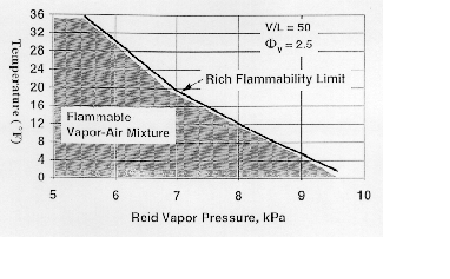 V/L = 50
Φv = 2.5
Rich Flammability Limit
Flammable
Vapor-Air Mixture
Temperature (°F)
36
32
28
24
20
16
12
8
4
0
5 6 7 8 9 10
Reid Vapor Pressure, kPa